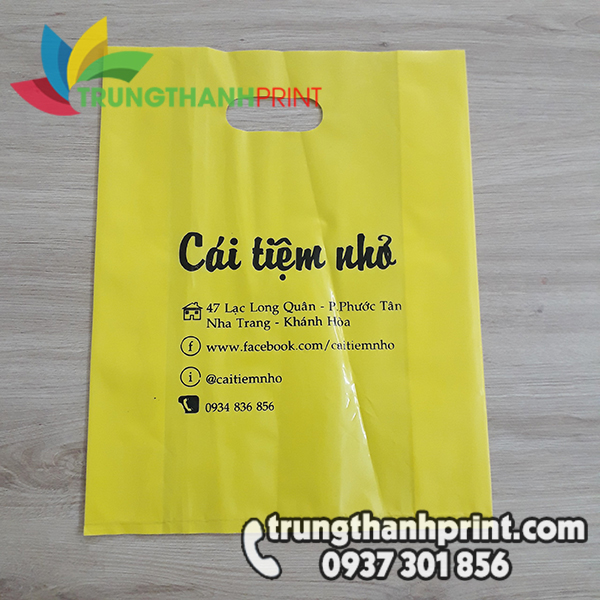 TRUNGTHANHPRINT
Cái tiệm nhỏ
47 Lạc Long Quân - P.Phước Tân
Nha Trang - Khánh Hòa
f www.facebook.com/caitiemnho
i @caitiemnho
0934 836 856
trungthanhprint.com
0937 301 856